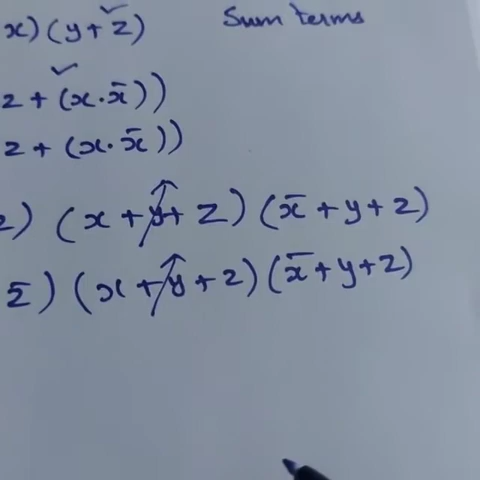 x) (y + z) Sum terms
z + (x·x̄))
z + (x·x̄))
z) (x + y + z) (x̄ + y + z)
z̄) (x + y + z) (x̄ + y + z)